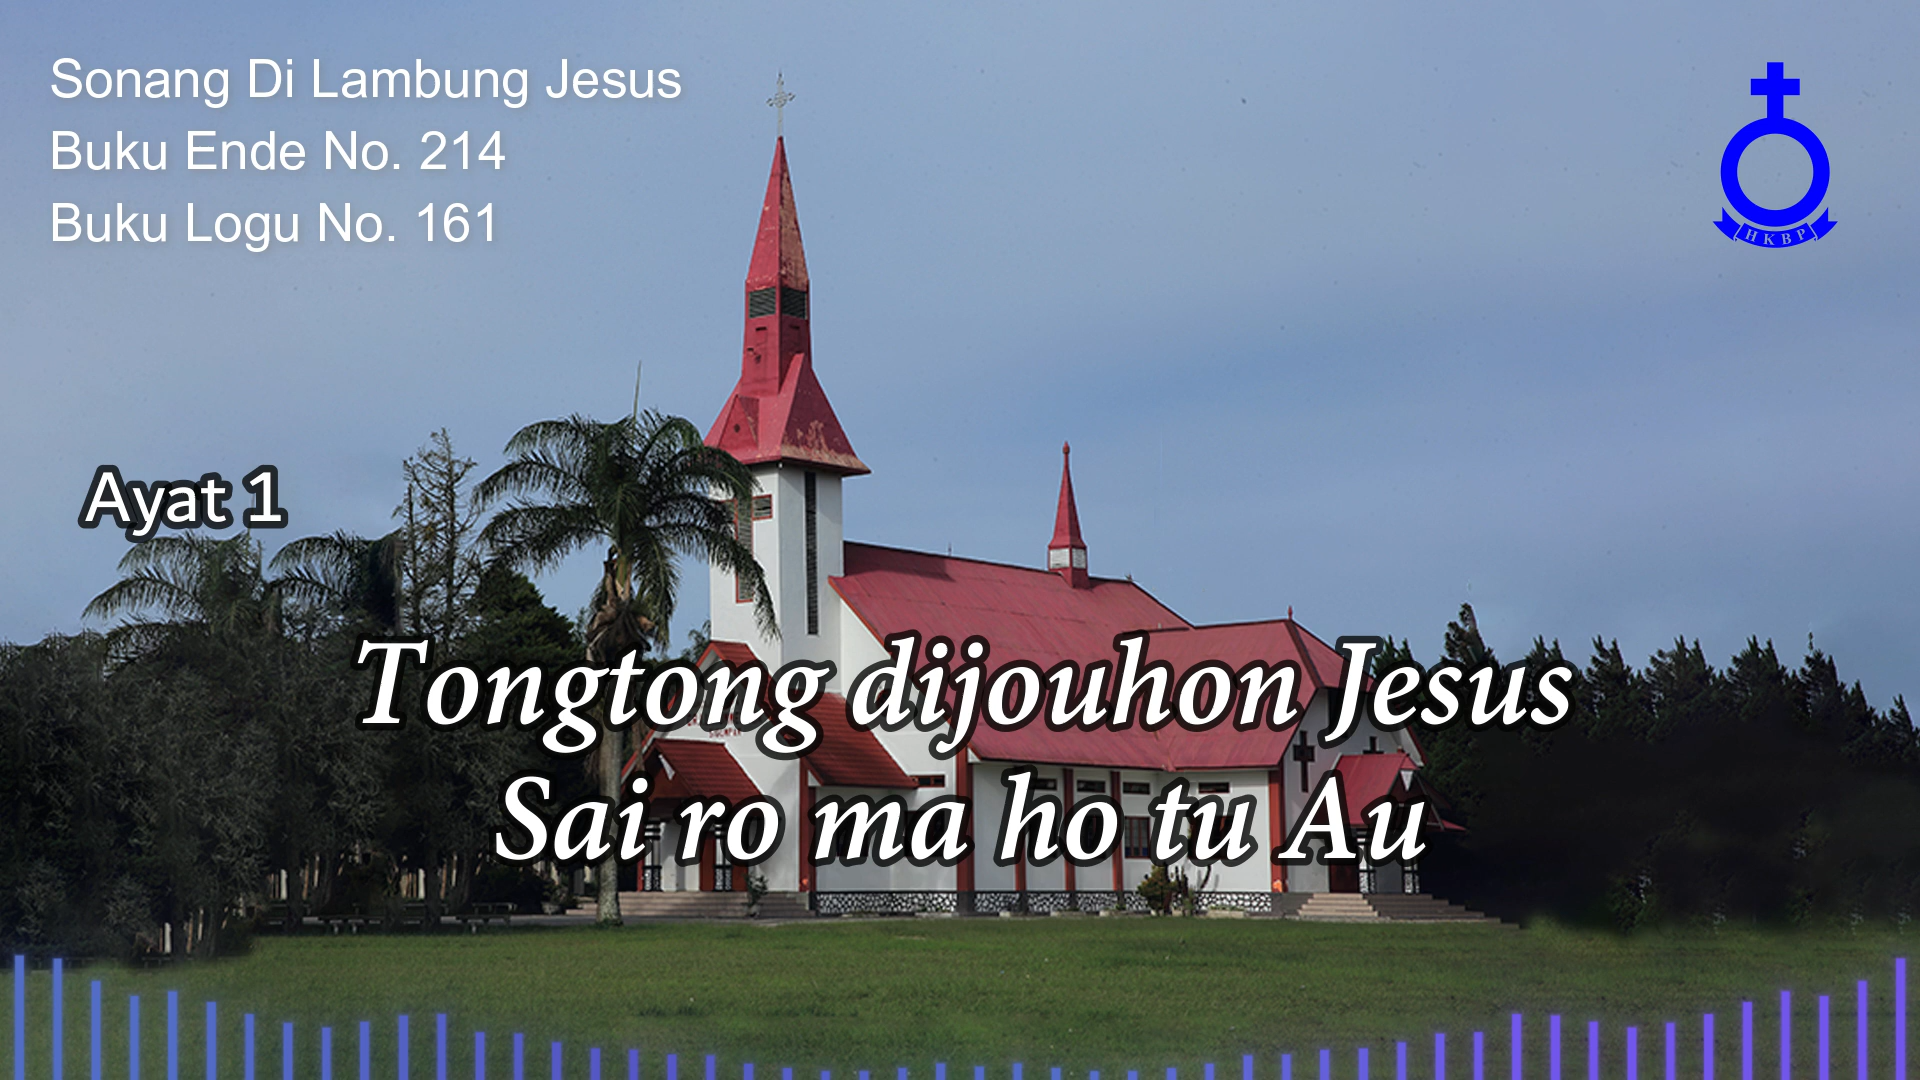 Sonang Di Lambung Jesus
Buku Ende No. 214
Buku Logu No. 161
HKBP
Ayat 1
Tongtong dijouhon Jesus
Sai ro ma ho tu Au